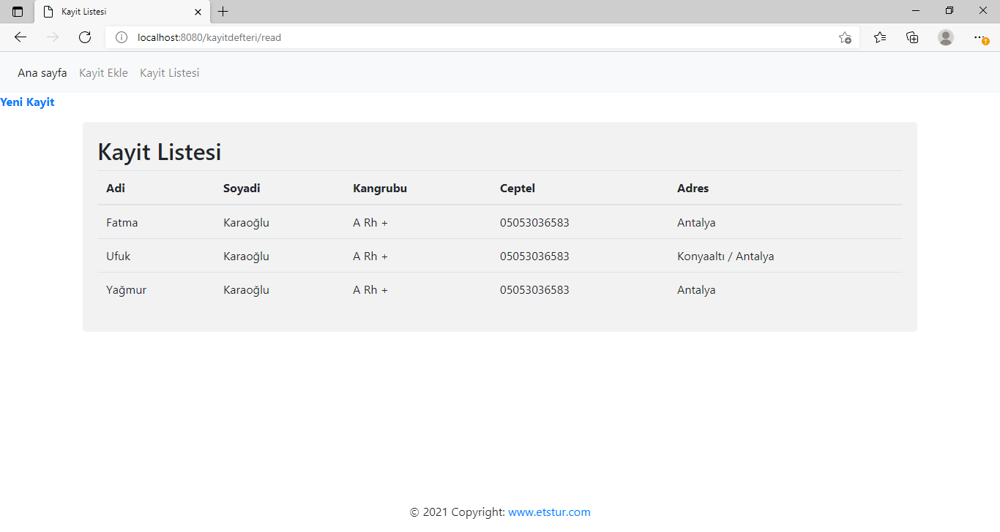 Kayit Listesi
localhost:8080/kayitdefteri/read
Ana sayfa Kayit Ekle Kayit Listesi
Yeni Kayit
Kayit Listesi
Adi Soyadi Kangrubu Ceptel Adres
Fatma Karaoğlu A Rh + 05053036583 Antalya
Ufuk Karaoğlu A Rh + 05053036583 Konyaaltı / Antalya
Yağmur Karaoğlu A Rh + 05053036583 Antalya
© 2021 Copyright: www.etstur.com